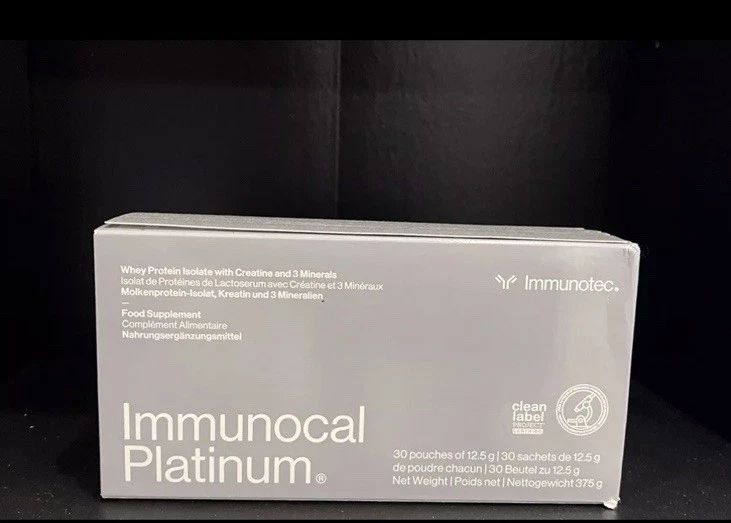 Whey Protein Isolate with Creatine and 3 Minerals
Isolat de Protéines de Lactoserum avec Créatine et 3 Minéraux
Molkenprotein-Isolat, Kreatin und 3 Mineralien
Food Supplement
Complément Alimentaire
Nahrungsergänzungsmittel
Immunotec.
Immunocal
Platinum®
clean
label
PROJECT
CERTIFIED
30 pouches of 12.5 g | 30 sachets de 12.5 g
de poudre chacun | 30 Beutel zu 12.5 g
Net Weight | Poids net | Nettogewicht 375 g